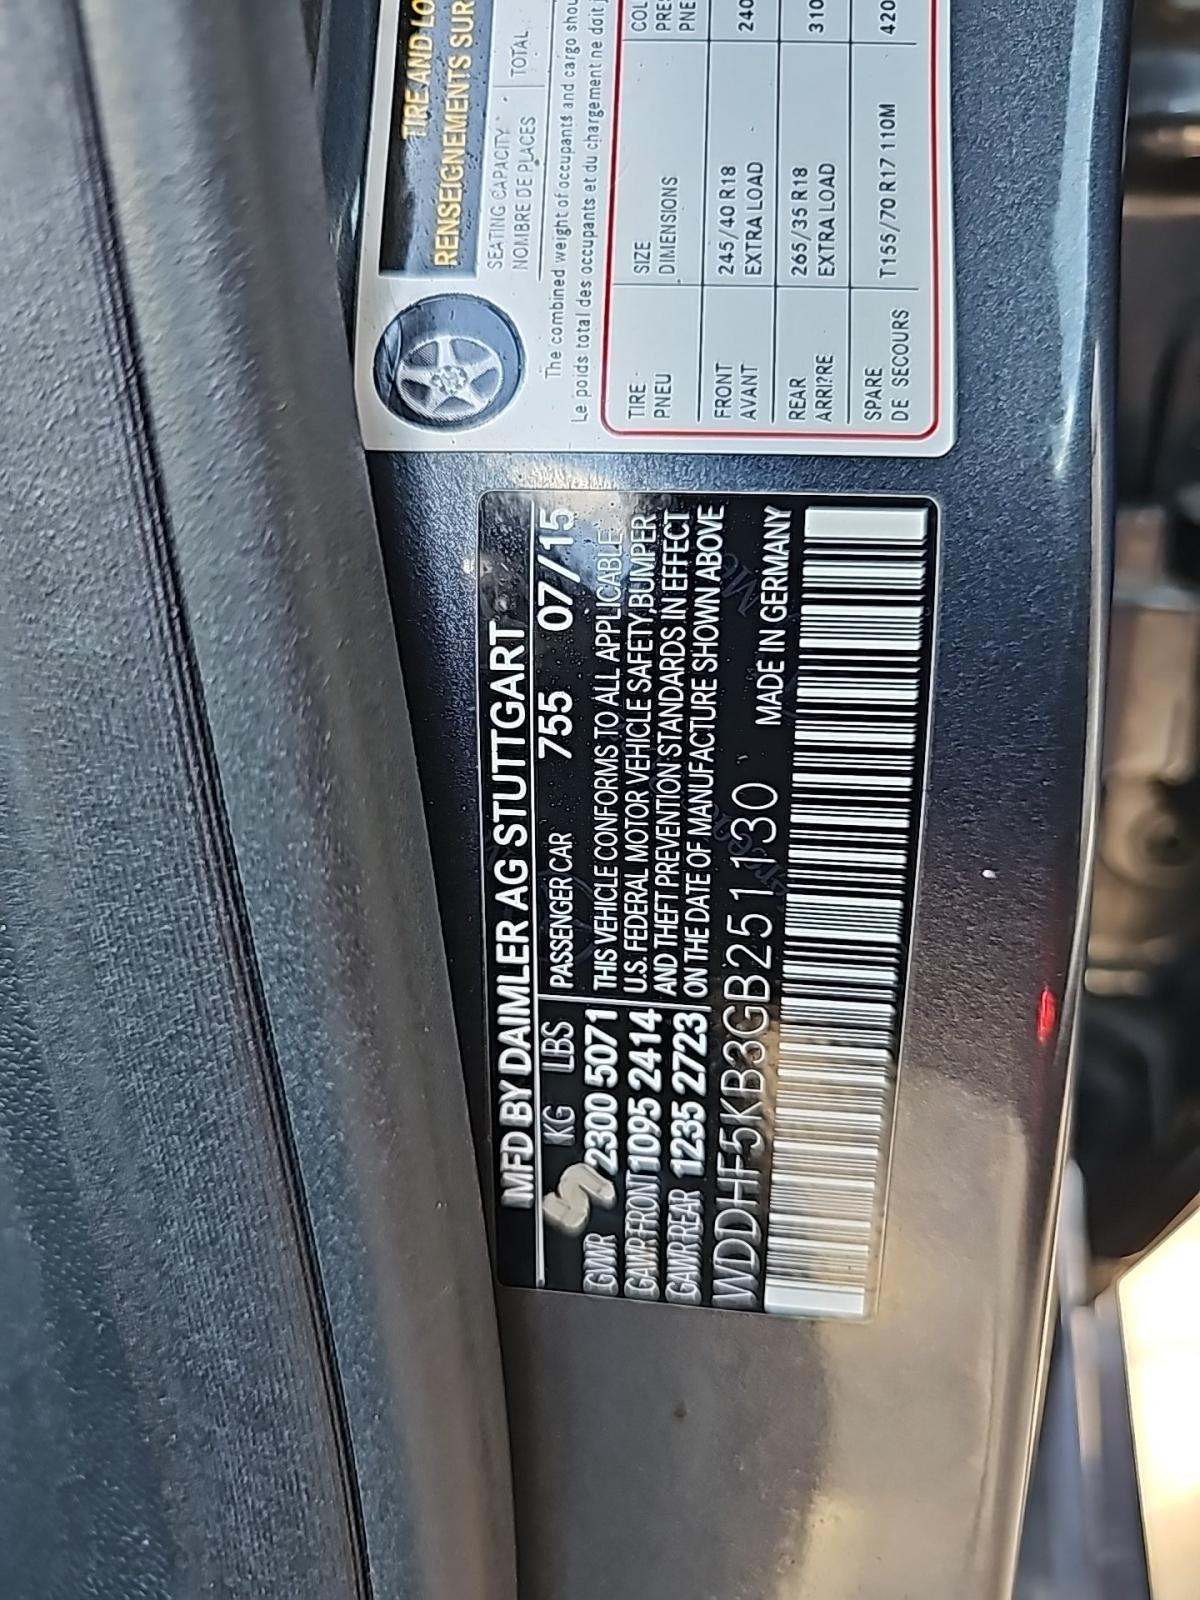 TIRE AND LO
RENSEIGNEMENTS SUR
SEATING CAPACITY
NOMBRE DE PLACES
TOTAL
The combined weight of occupants and cargo shou
Le poids total des occupants et du chargement ne doit j
TIRE
PNEU
SIZE
DIMENSIONS
COL
PRES
PNE
FRONT
AVANT
245/40 R18
EXTRA LOAD
240
REAR
ARRI?RE
265/35 R18
EXTRA LOAD
310
SPARE
DE SECOURS
T155/70 R17 110M
420
MFD BY DAIMLER AG STUTTGART
KG LBS PASSENGER CAR 755 07/15
GVWR 2300 5071 THIS VEHICLE CONFORMS TO ALL APPLICABLE
GAWR FRONT 1095 2414 U.S. FEDERAL MOTOR VEHICLE SAFETY, BUMPER
GAWR REAR 1235 2723 AND THEFT PREVENTION STANDARDS IN EFFECT
ON THE DATE OF MANUFACTURE SHOWN ABOVE
WDDHF5KB3GB251130 MADE IN GERMANY